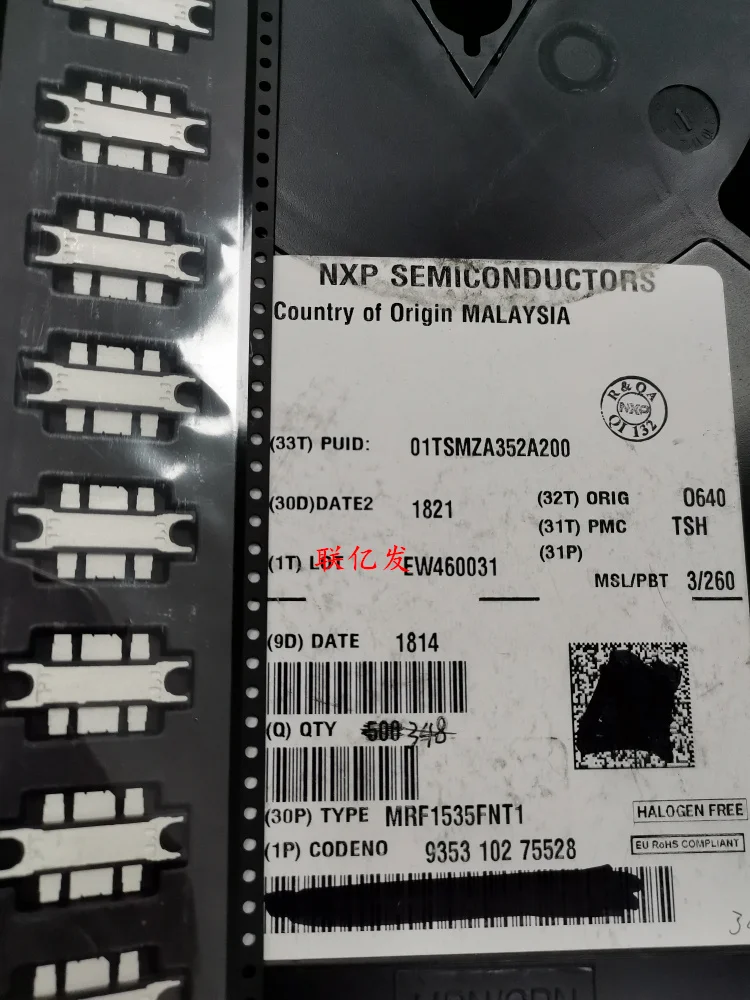 NXP SEMICONDUCTORS
Country of Origin MALAYSIA
R & QA
NXP
QI 132
(33T) PUID: 01TSMZA352A200
(30D)DATE2 1821
(32T) ORIG 0640
(31T) PMC TSH
(31P)
(1T) LOT EW460031
联亿发
MSL/PBT 3/260
(9D) DATE 1814
(Q) QTY 600 348
(30P) TYPE MRF1535FNT1
HALOGEN FREE
(1P) CODENO 9353 102 75528
EU RoHS COMPLIANT